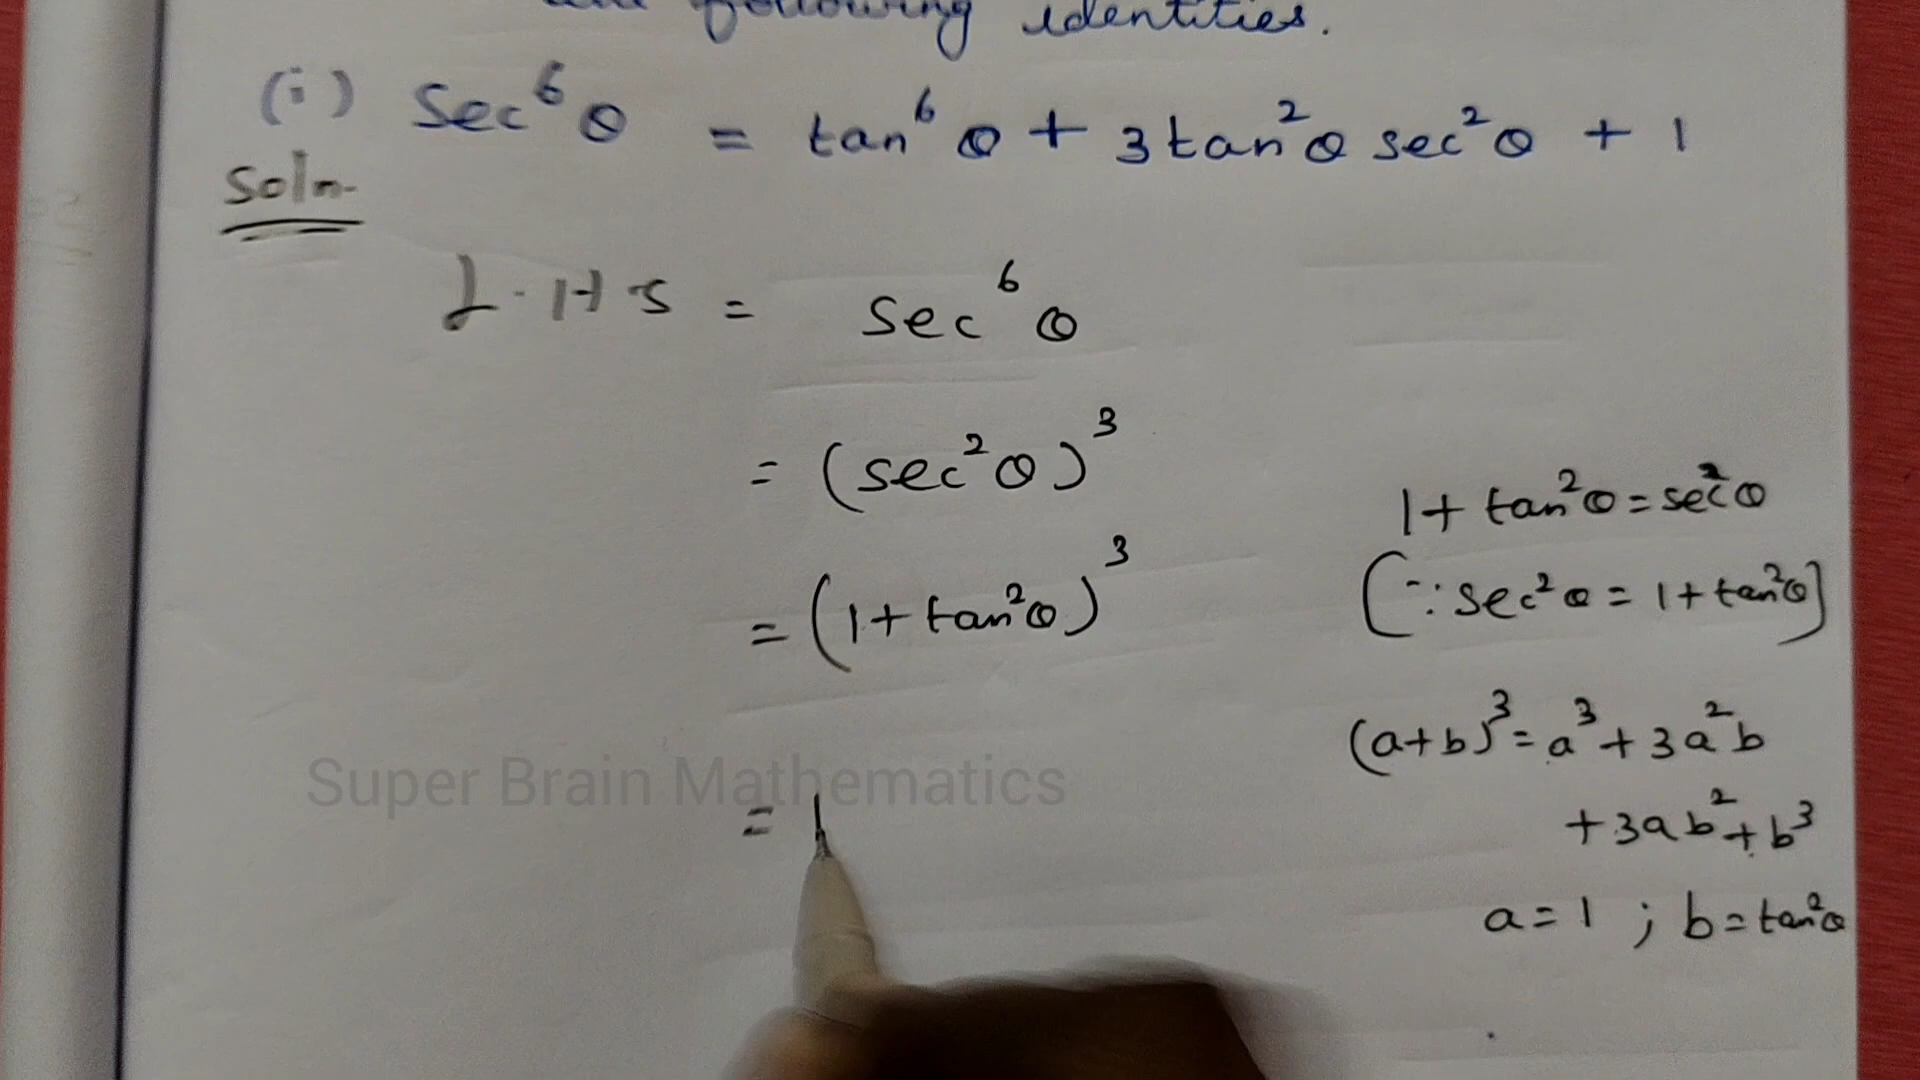 following identities.
(i) Sec⁶θ = tan⁶θ + 3tan²θ sec²θ + 1
Soln.
L.H.S = Sec⁶θ
= (sec²θ)³
1 + tan²θ = sec²θ
= (1 + tan²θ)³
(∵ sec²θ = 1 + tan²θ)
(a+b)³ = a³ + 3a²b
+ 3ab² + b³
Super Brain Mathematics
= 1
a = 1 ; b = tan²θ